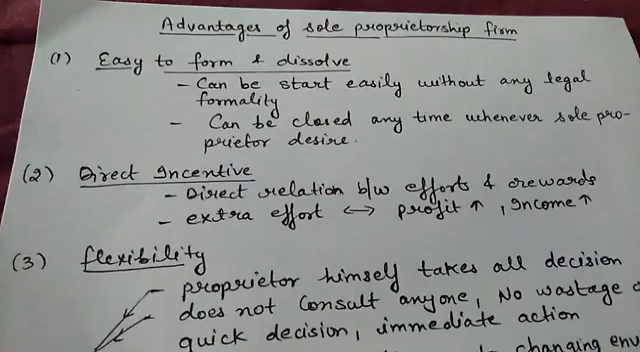 Advantages of sole proprietorship firm
(1) Easy to form & dissolve
- Can be start easily without any legal
formality
- Can be closed any time whenever sole pro-
prietor desire.
(2) Direct Incentive
- Direct relation b/w efforts & rewards
- extra effort ↔ profit ↑, Income ↑
(3) flexibility
proprietor himself takes all decision
does not consult anyone, No wastage
quick decision, immediate action
changing env